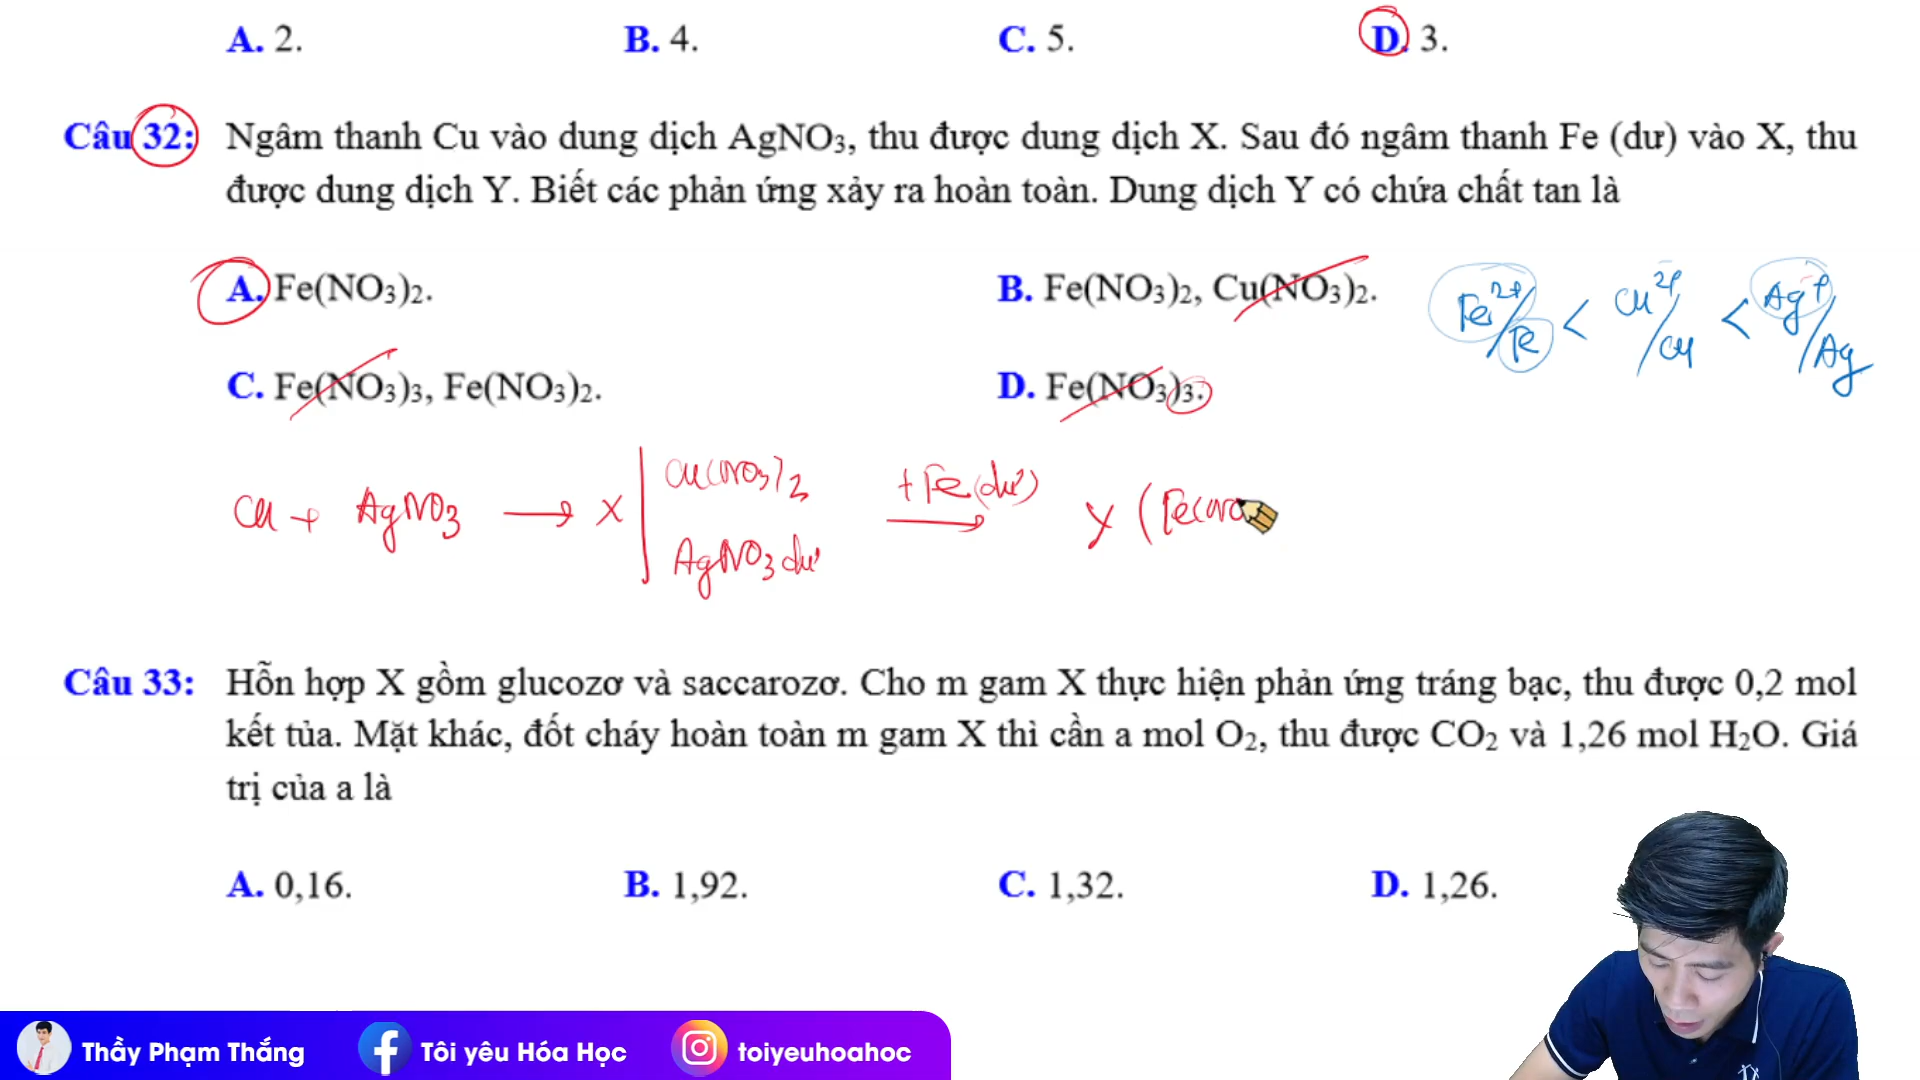 A. 2. B. 4. C. 5. D. 3.
Câu 32: Ngâm thanh Cu vào dung dịch AgNO₃, thu được dung dịch X. Sau đó ngâm thanh Fe (dư) vào X, thu
được dung dịch Y. Biết các phản ứng xảy ra hoàn toàn. Dung dịch Y có chứa chất tan là
A. Fe(NO₃)₂. B. Fe(NO₃)₂, Cu(NO₃)₂.
Fe²⁺/Fe < Cu²⁺/Cu < Ag⁺/Ag
C. Fe(NO₃)₃, Fe(NO₃)₂. D. Fe(NO₃)₃.
Cu + AgNO₃ → X | Cu(NO₃)₂ AgNO₃ dư + Fe (dư) → Y (Fe(NO
Câu 33: Hỗn hợp X gồm glucozơ và saccarozơ. Cho m gam X thực hiện phản ứng tráng bạc, thu được 0,2 mol
kết tủa. Mặt khác, đốt cháy hoàn toàn m gam X thì cần a mol O₂, thu được CO₂ và 1,26 mol H₂O. Giá
trị của a là
A. 0,16. B. 1,92. C. 1,32. D. 1,26.
Thầy Phạm Thắng Tôi yêu Hóa Học toiyeuhoahoc